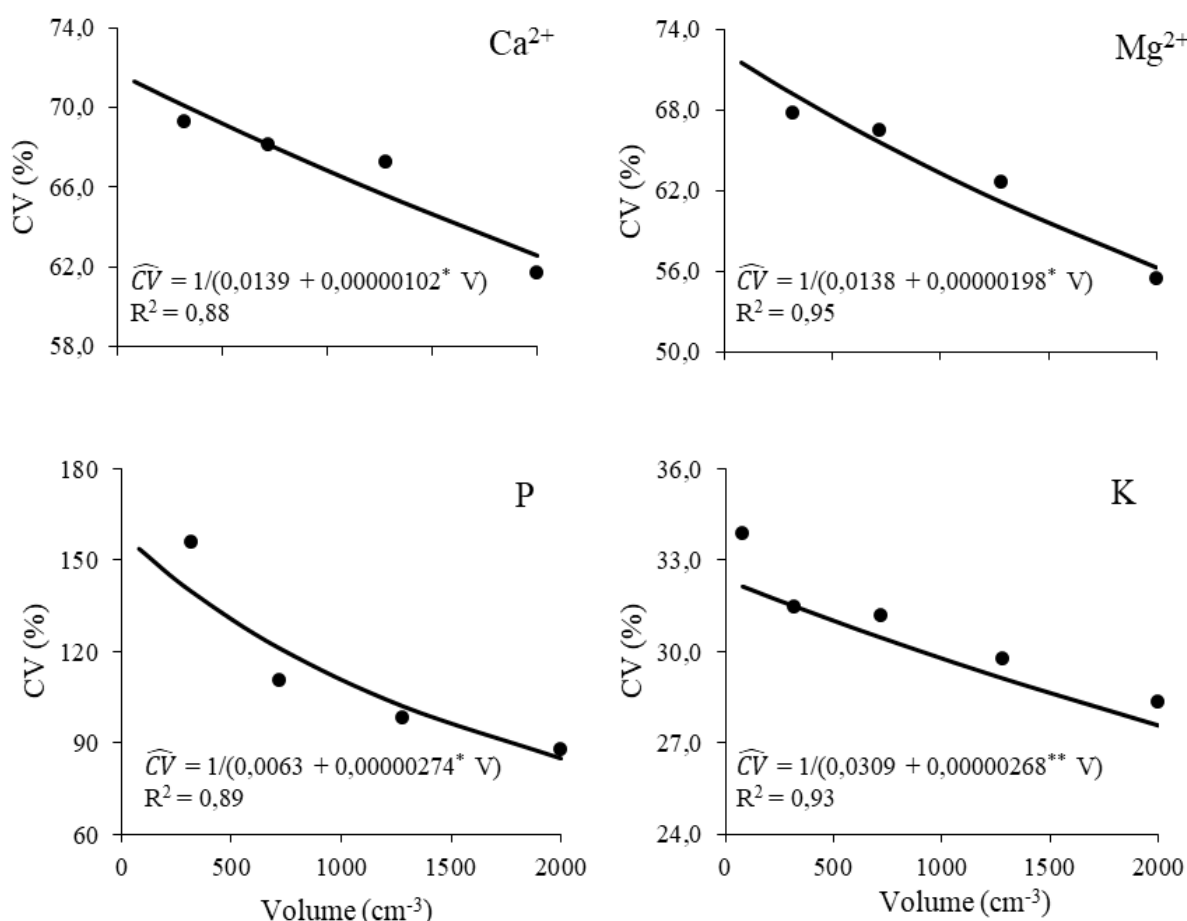 Ca²⁺
CV (%)
74,0
70,0
66,0
62,0
58,0
CV̂ = 1/(0,0139 + 0,00000102* V)
R² = 0,88
Mg²⁺
CV (%)
74,0
68,0
62,0
56,0
50,0
CV̂ = 1/(0,0138 + 0,00000198* V)
R² = 0,95
P
CV (%)
180
150
120
90
60
CV̂ = 1/(0,0063 + 0,00000274* V)
R² = 0,89
0 500 1000 1500 2000
Volume (cm⁻³)
K
CV (%)
36,0
33,0
30,0
27,0
24,0
CV̂ = 1/(0,0309 + 0,00000268** V)
R² = 0,93
0 500 1000 1500 2000
Volume (cm⁻³)